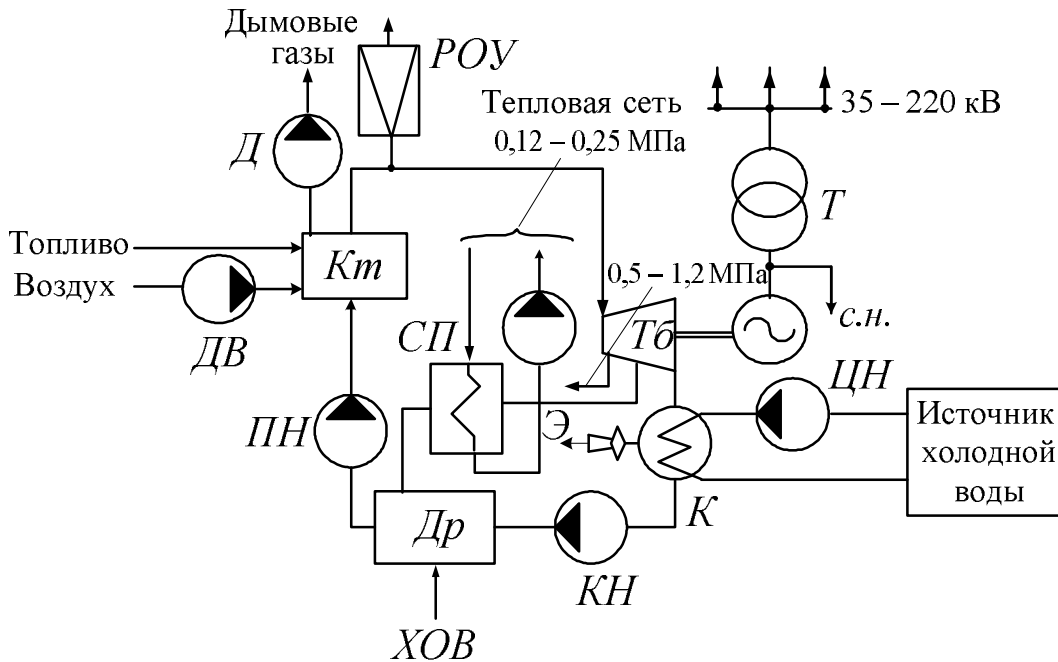 Дымовые
газы
РОУ
Тепловая сеть
0,12 – 0,25 МПа
35 – 220 кВ
Д
Т
Топливо
Воздух
Кт
0,5 – 1,2 МПа
с.н.
ДВ
СП
Тб
ЦН
ПН
Э
Источник
холодной
воды
К
Др
КН
ХОВ